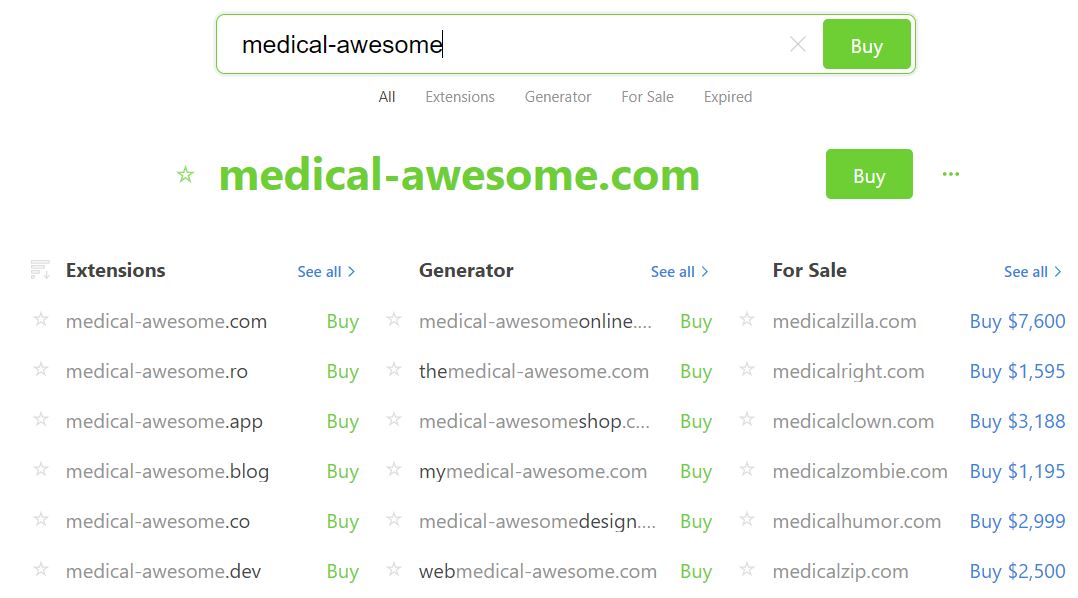 medical-awesome
Buy
All Extensions Generator For Sale Expired
medical-awesome.com
Buy
Extensions See all
medical-awesome.com Buy
medical-awesome.ro Buy
medical-awesome.app Buy
medical-awesome.blog Buy
medical-awesome.co Buy
medical-awesome.dev Buy
Generator See all
medical-awesomeonline.... Buy
themedical-awesome.com Buy
medical-awesomeshop.c... Buy
mymedical-awesome.com Buy
medical-awesomedesign.... Buy
webmedical-awesome.com Buy
For Sale See all
medicalzilla.com Buy $7,600
medicalright.com Buy $1,595
medicalclown.com Buy $3,188
medicalzombie.com Buy $1,195
medicalhumor.com Buy $2,999
medicalzip.com Buy $2,500